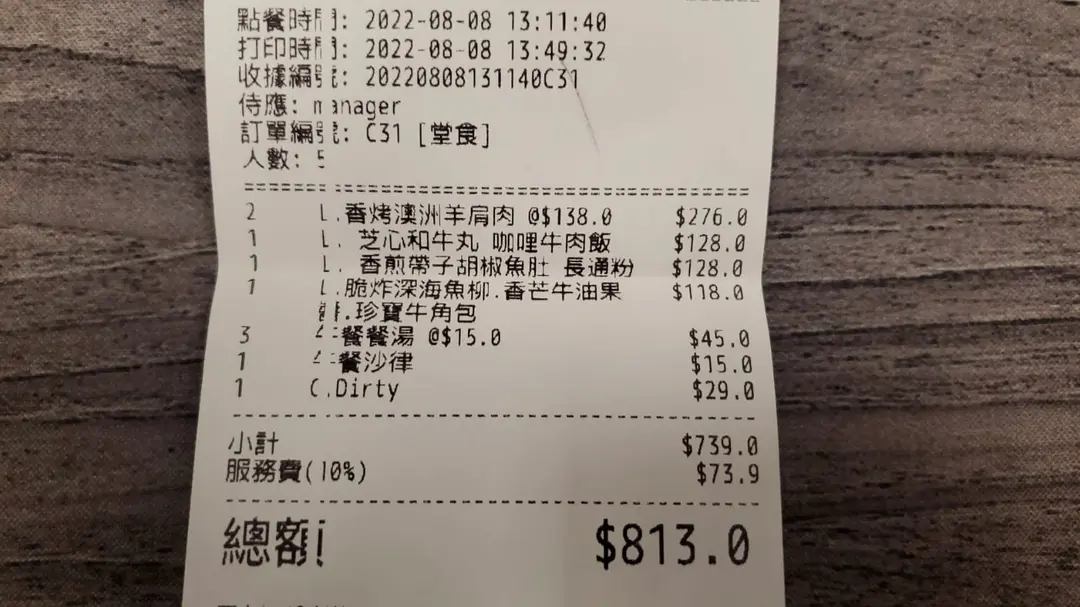 點餐時間: 2022-08-08 13:11:40
打印時間: 2022-08-08 13:49:32
收據編號: 20220808131140C31
侍應: manager
訂單編號: C31 [堂食]
人數: 5
2 L.香烤澳洲羊肩肉 @$138.0 $276.0
1 L. 芝心和牛丸 咖哩牛肉飯 $128.0
1 L. 香煎帶子胡椒魚肚 長通粉 $128.0
1 L.脆炸深海魚柳.香芒牛油果 $118.0
.珍寶牛角包
3 午餐餐湯 @$15.0 $45.0
1 午餐沙律 $15.0
1 C.Dirty $29.0
小計 $739.0
服務費(10%) $73.9
總額: $813.0